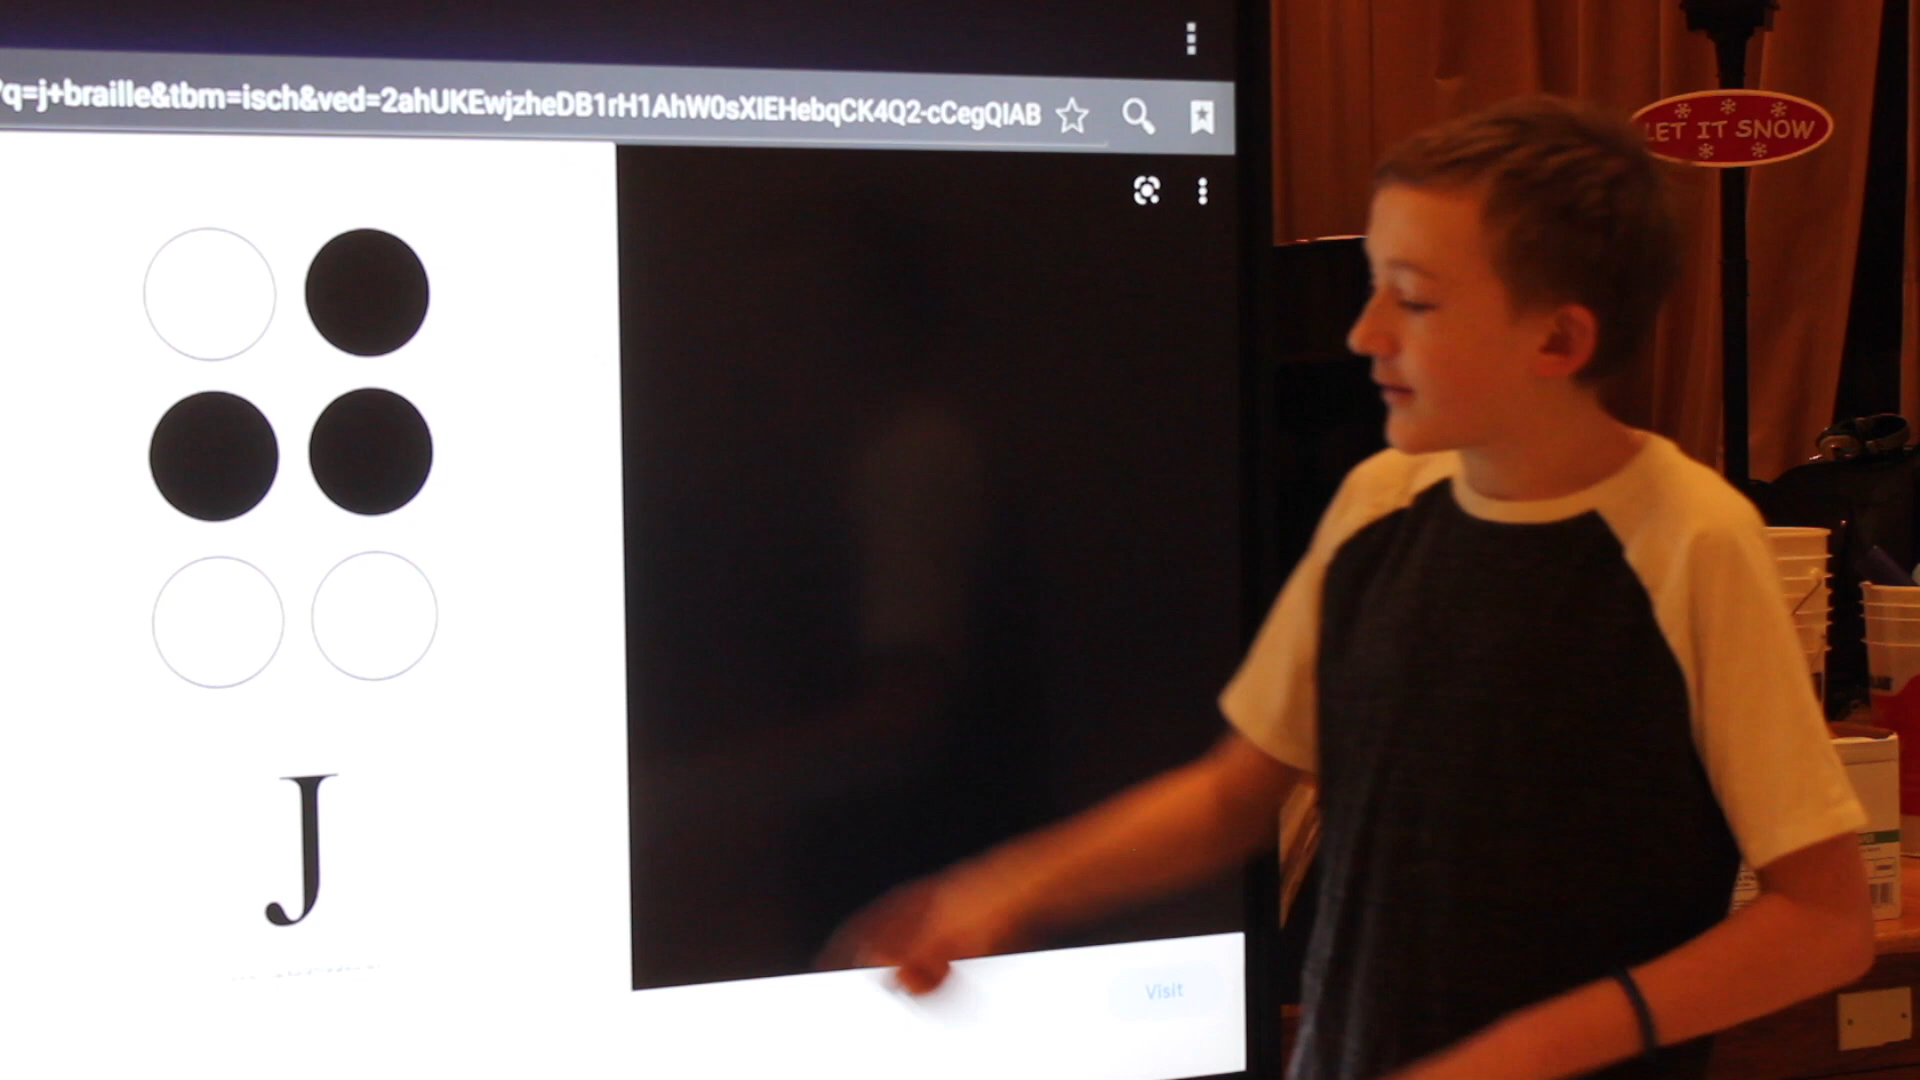 ?q=j+braille&tbm=isch&ved=2ahUKEwjzheDB1rH1AhW0sXIEHebqCK4Q2-cCegQIAB
LET IT SNOW
J
Visit